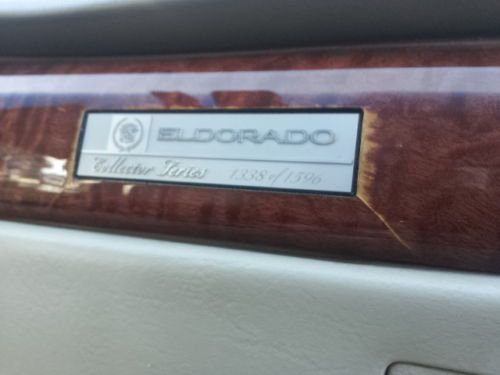 ELDORADO
Collector Series 1338 of 1596